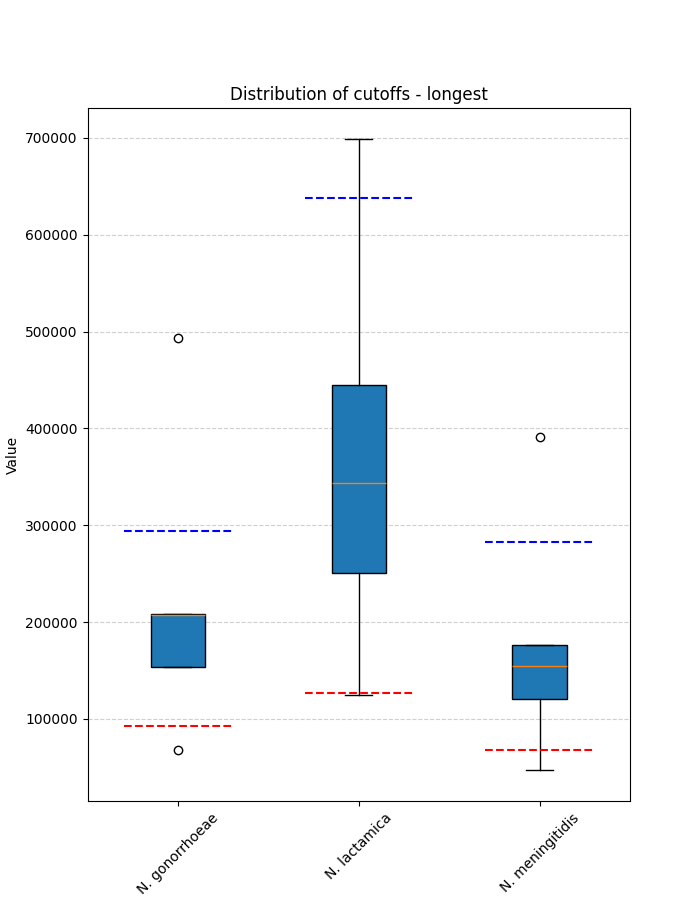 Distribution of cutoffs - longest
700000
600000
500000
400000
300000
200000
100000
Value
N. gonorrhoeae
N. lactamica
N. meningitidis